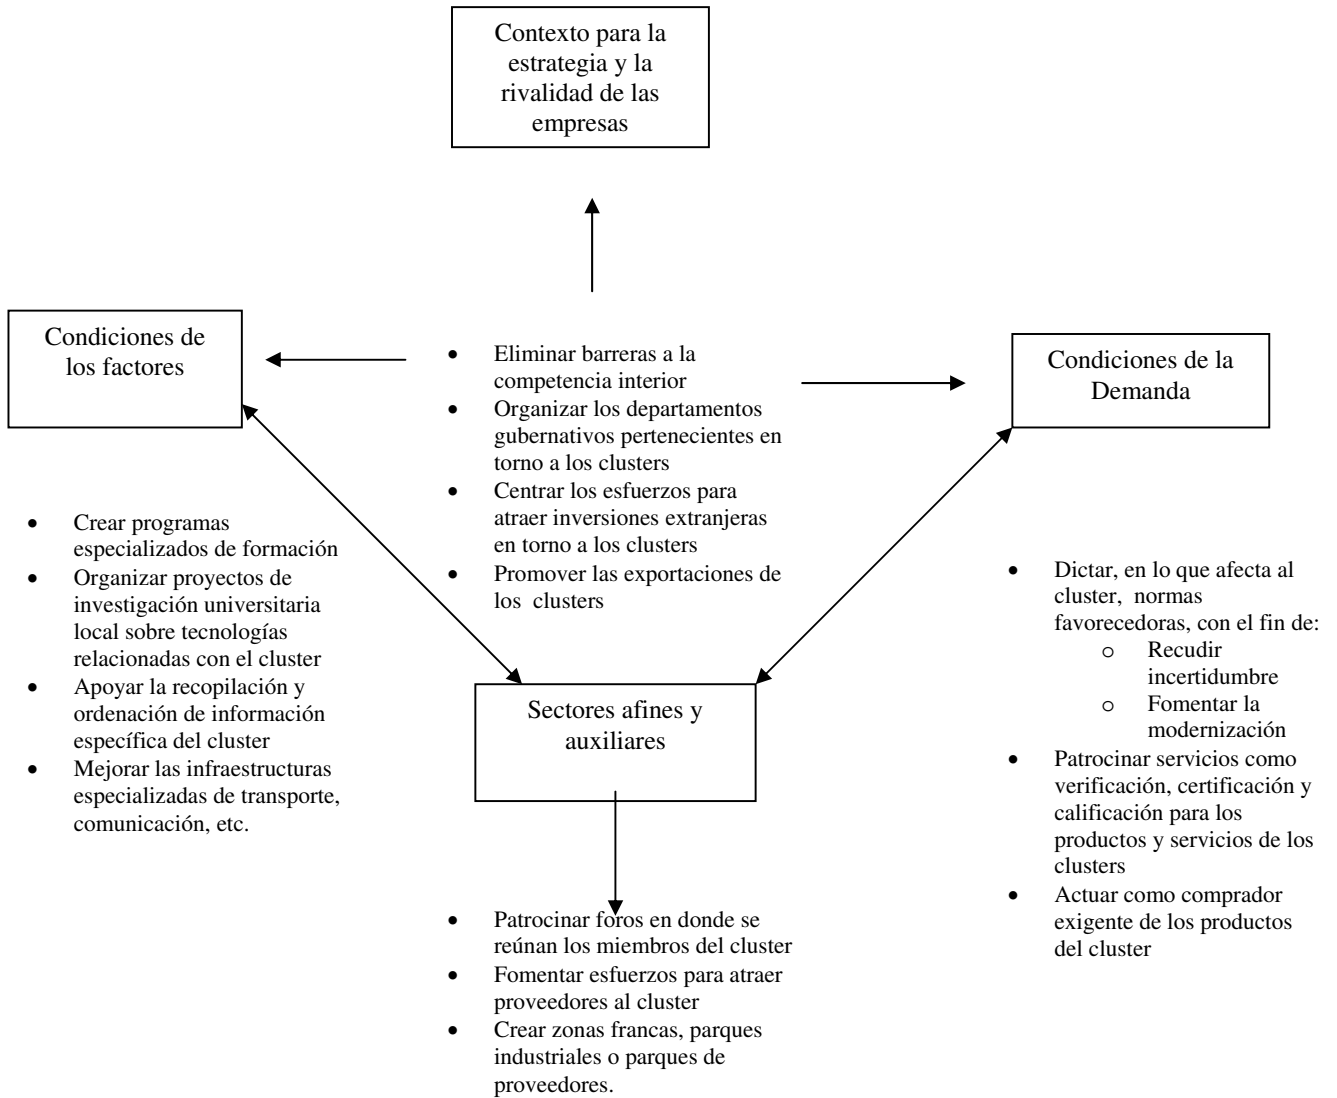 Contexto para la
estrategia y la
rivalidad de las
empresas
Condiciones de
los factores
• Eliminar barreras a la
competencia interior
• Organizar los departamentos
gubernativos pertenecientes en
torno a los clusters
• Centrar los esfuerzos para
atraer inversiones extranjeras
en torno a los clusters
• Promover las exportaciones de
los clusters
Condiciones de la
Demanda
• Crear programas
especializados de formación
• Organizar proyectos de
investigación universitaria
local sobre tecnologías
relacionadas con el cluster
• Apoyar la recopilación y
ordenación de información
específica del cluster
• Mejorar las infraestructuras
especializadas de transporte,
comunicación, etc.
Sectores afines y
auxiliares
• Dictar, en lo que afecta al
cluster, normas
favorecedoras, con el fin de:
o Recudir
incertidumbre
o Fomentar la
modernización
• Patrocinar servicios como
verificación, certificación y
calificación para los
productos y servicios de los
clusters
• Actuar como comprador
exigente de los productos
del cluster
• Patrocinar foros en donde se
reúnan los miembros del cluster
• Fomentar esfuerzos para atraer
proveedores al cluster
• Crear zonas francas, parques
industriales o parques de
proveedores.